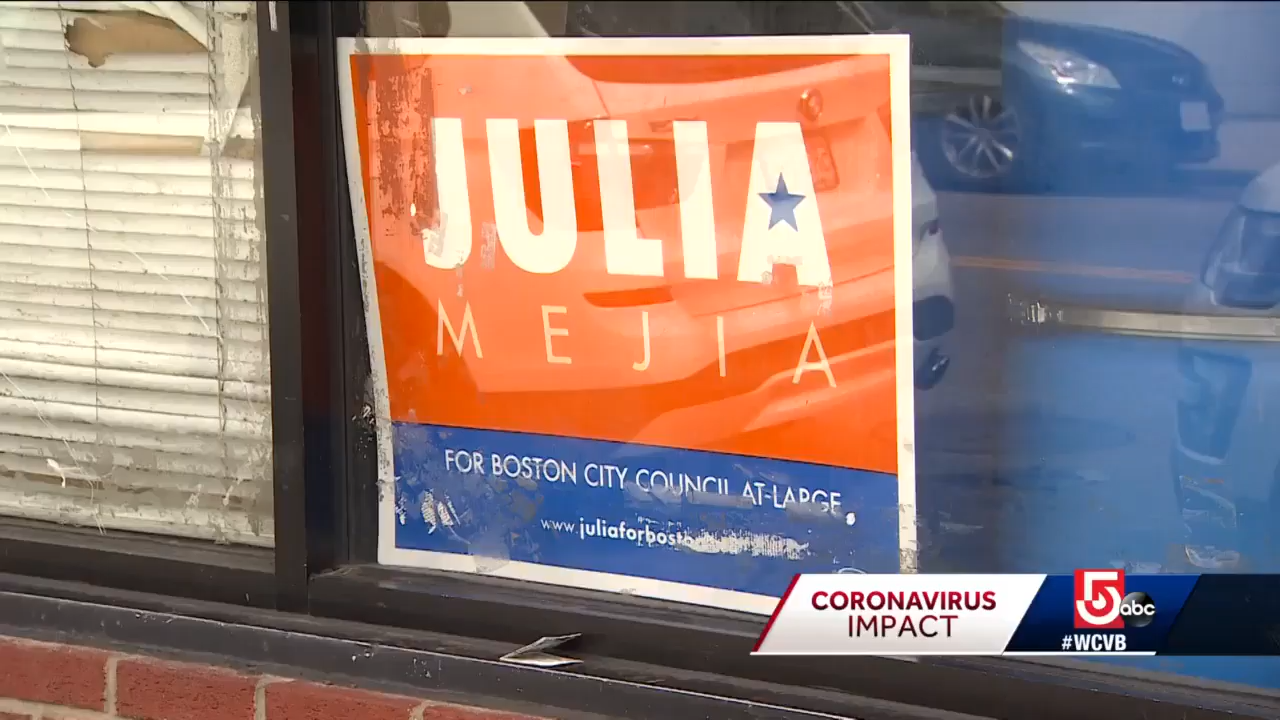 JULIA
MEJIA
FOR BOSTON CITY COUNCIL AT-LARGE
CORONAVIRUS
IMPACT
5 abc
#WCVB